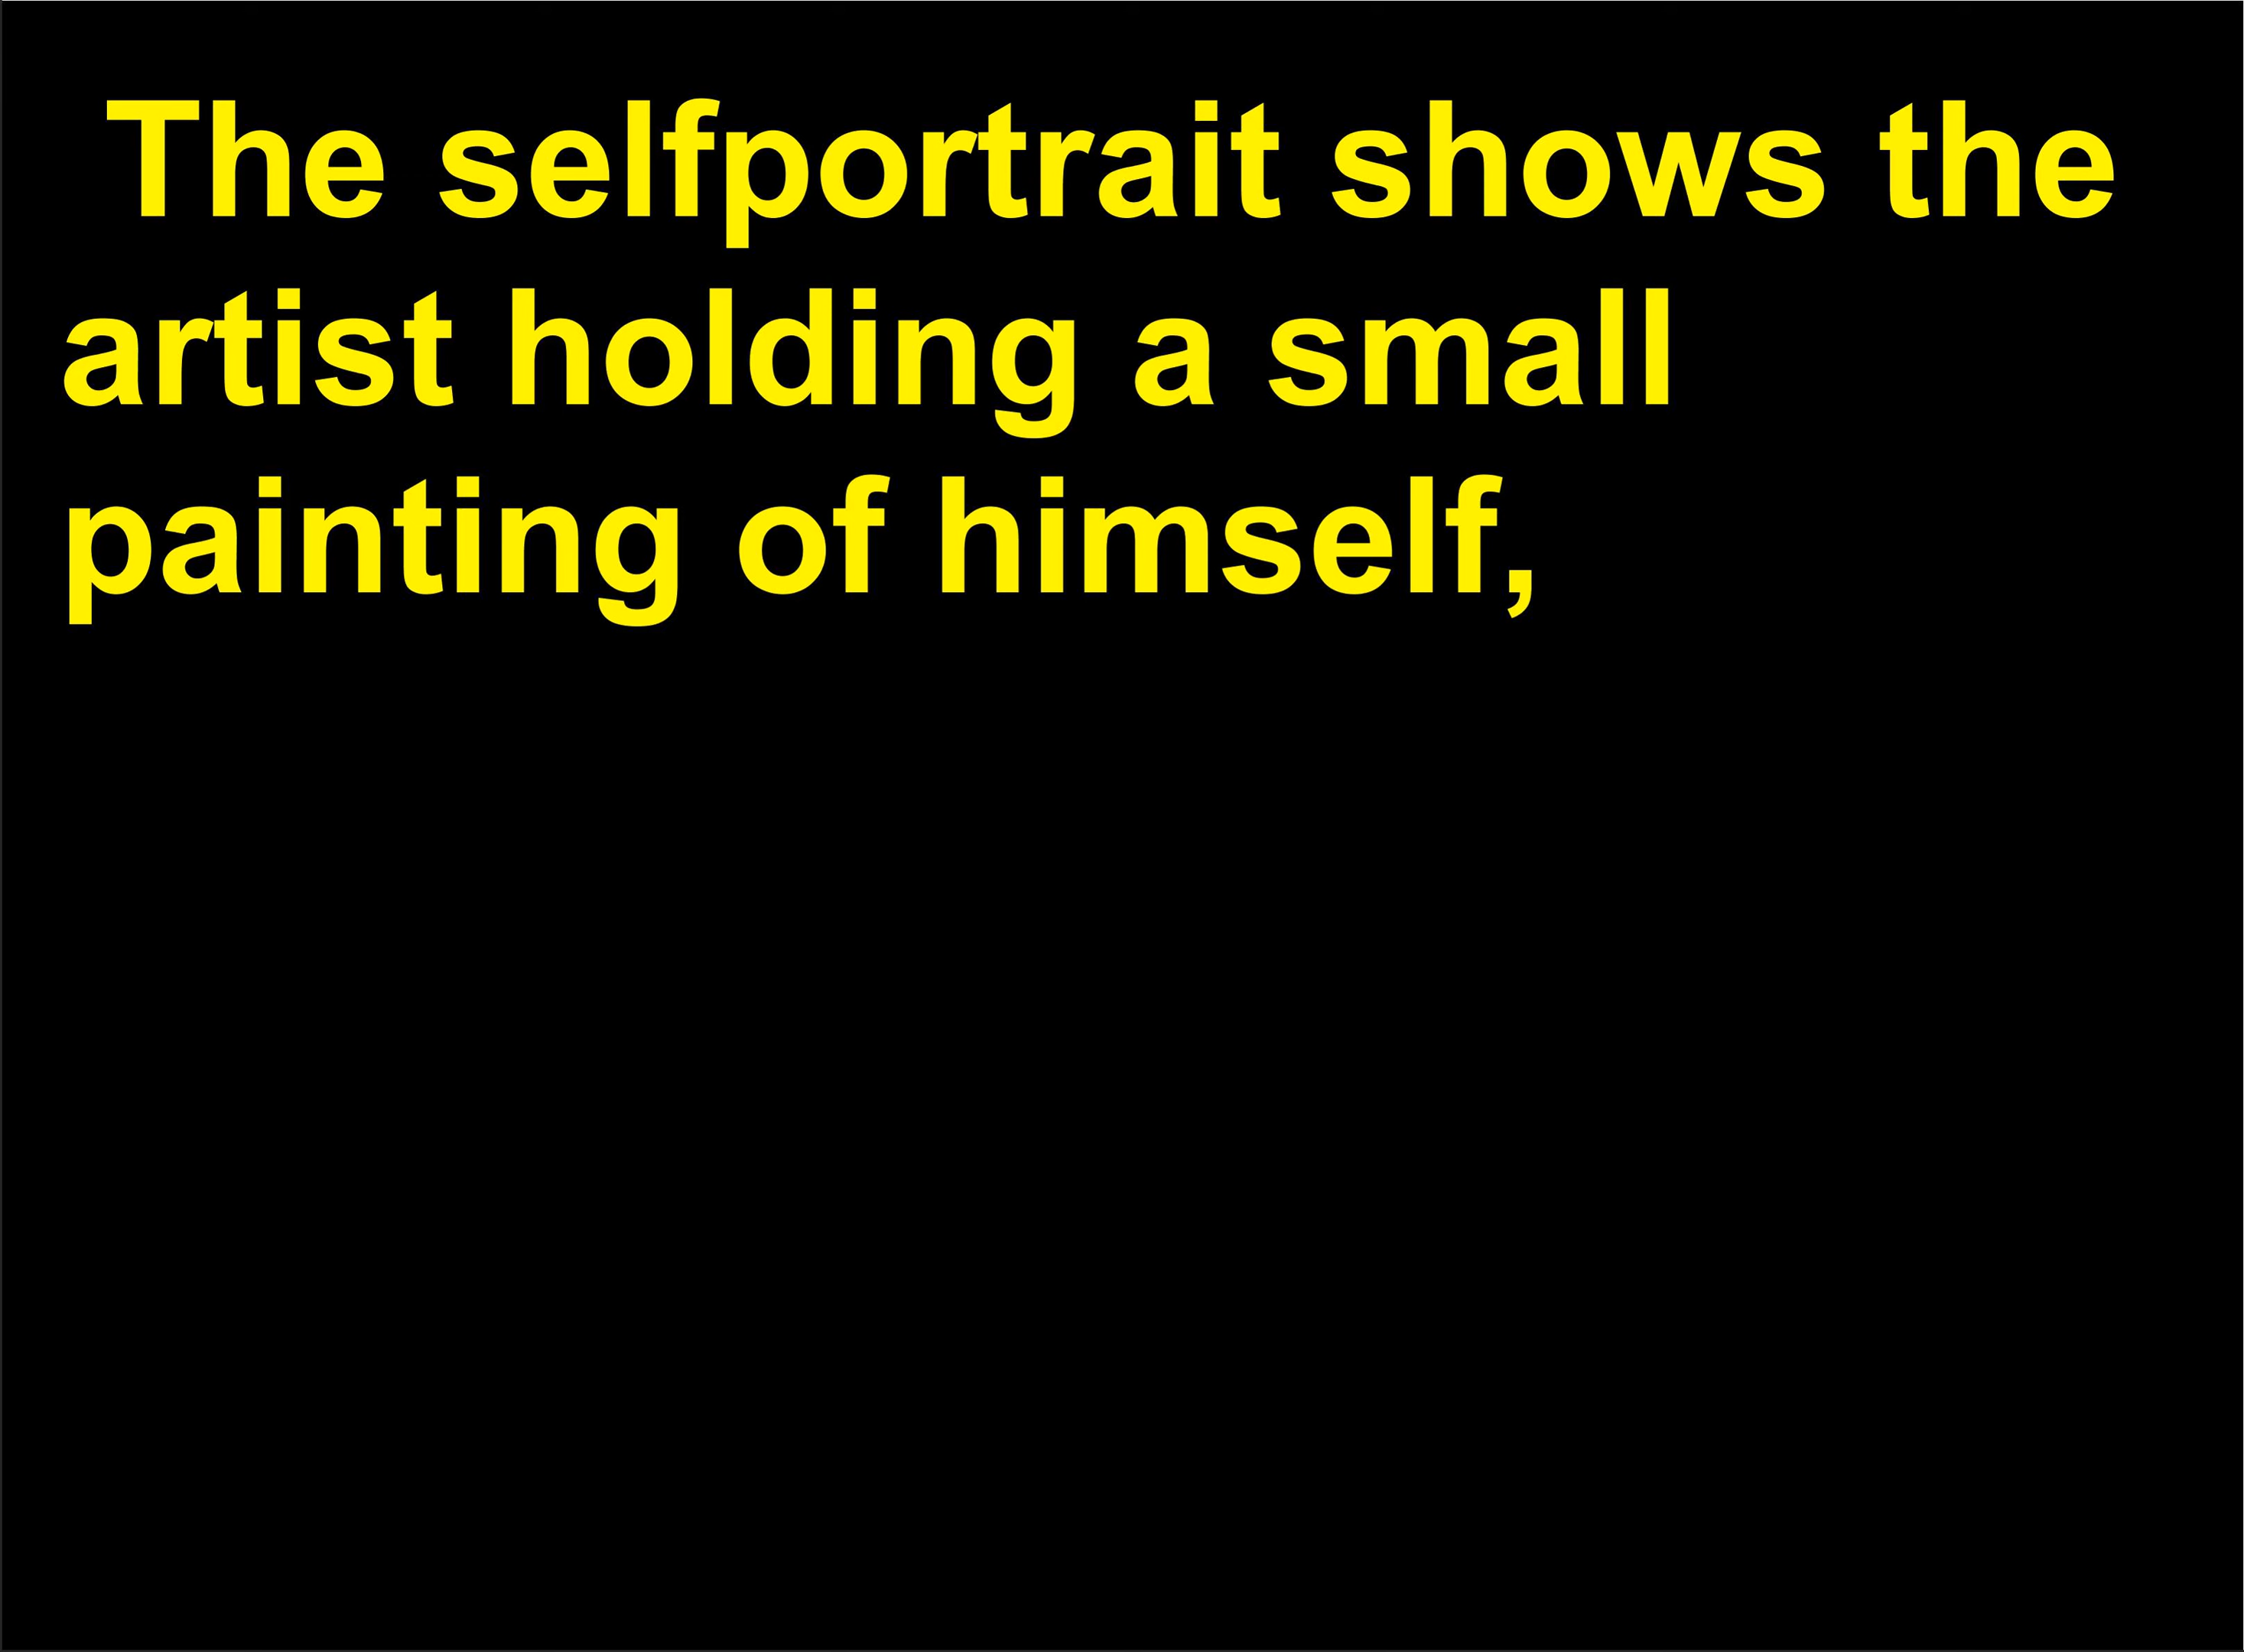 The selfportrait shows the
artist holding a small
painting of himself,